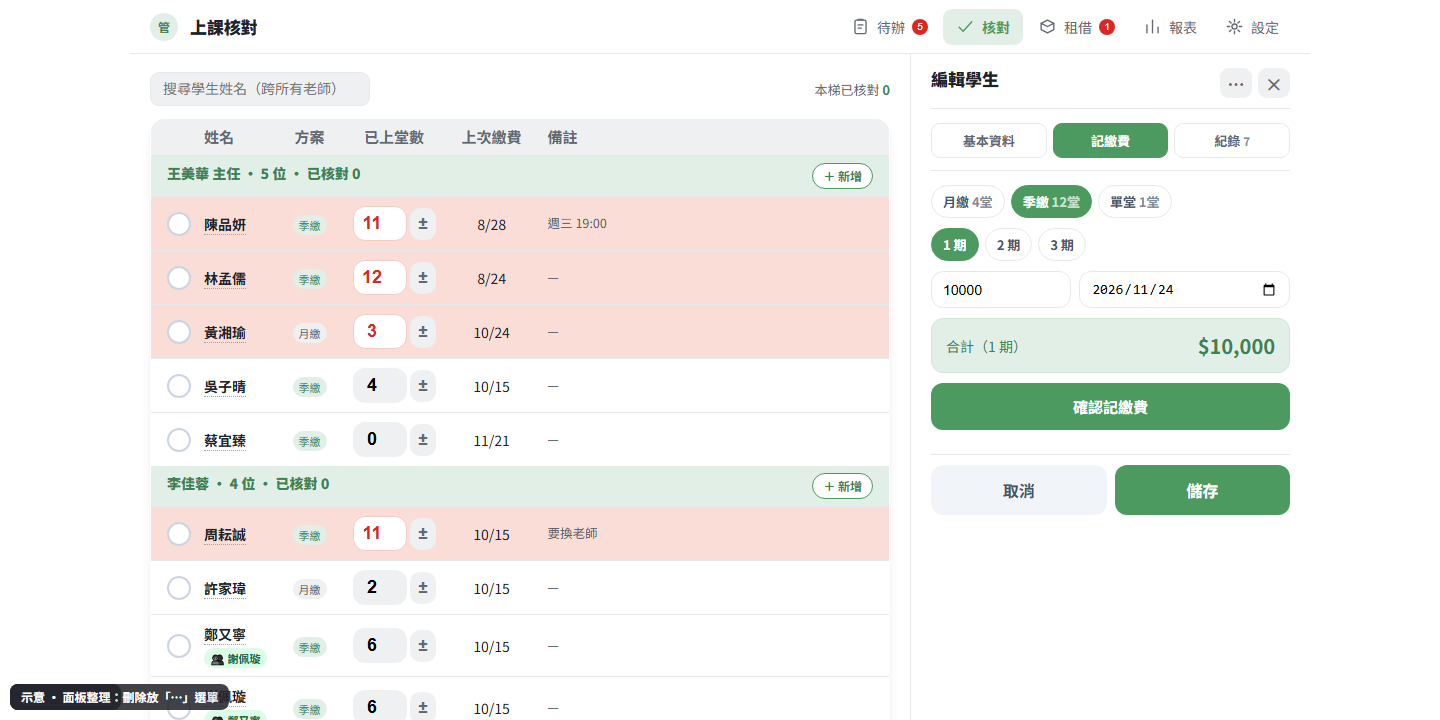 管 上課核對 待辦 5 核對 租借 1 報表 設定
搜尋學生姓名（跨所有老師） 本梯已核對 0
姓名 方案 已上堂數 上次繳費 備註
王美華 主任 • 5 位 • 已核對 0 ＋ 新增
陳品妍 季繳 11 ± 8/28 週三 19:00
林孟儒 季繳 12 ± 8/24 —
黃湘瑜 月繳 3 ± 10/24 —
吳子晴 季繳 4 ± 10/15 —
蔡宜臻 季繳 0 ± 11/21 —
李佳蓉 • 4 位 • 已核對 0 ＋ 新增
周耘誠 季繳 11 ± 10/15 要換老師
許家瑋 月繳 2 ± 10/15 —
鄭又寧 季繳 6 ± 10/15 —
謝佩璇
璇 季繳 6 ± 10/15 —
鄭又寧
示意 • 面板整理：刪除放「…」選單
編輯學生 … ×
基本資料 記繳費 紀錄 7
月繳 4堂 季繳 12堂 單堂 1堂
1 期 2 期 3 期
10000 2026/11/24
合計（1 期） $10,000
確認記繳費
取消 儲存